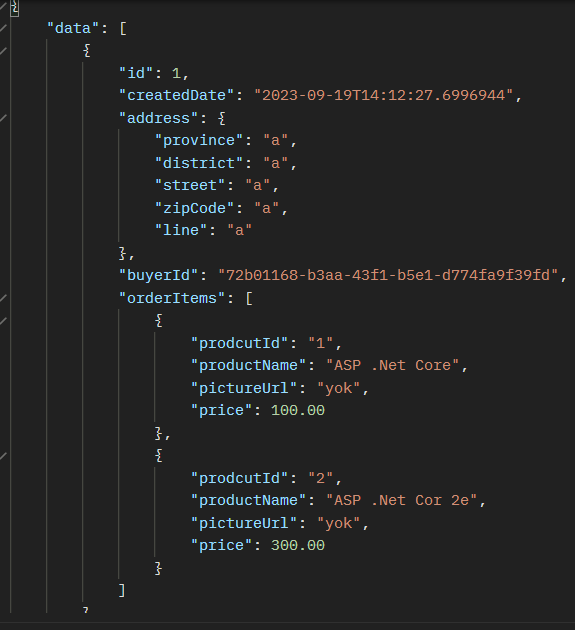 {
"data": [
{
"id": 1,
"createdDate": "2023-09-19T14:12:27.6996944",
"address": {
"province": "a",
"district": "a",
"street": "a",
"zipCode": "a",
"line": "a"
},
"buyerId": "72b01168-b3aa-43f1-b5e1-d774fa9f39fd",
"orderItems": [
{
"prodcutId": "1",
"productName": "ASP .Net Core",
"pictureUrl": "yok",
"price": 100.00
},
{
"prodcutId": "2",
"productName": "ASP .Net Cor 2e",
"pictureUrl": "yok",
"price": 300.00
}
]
}